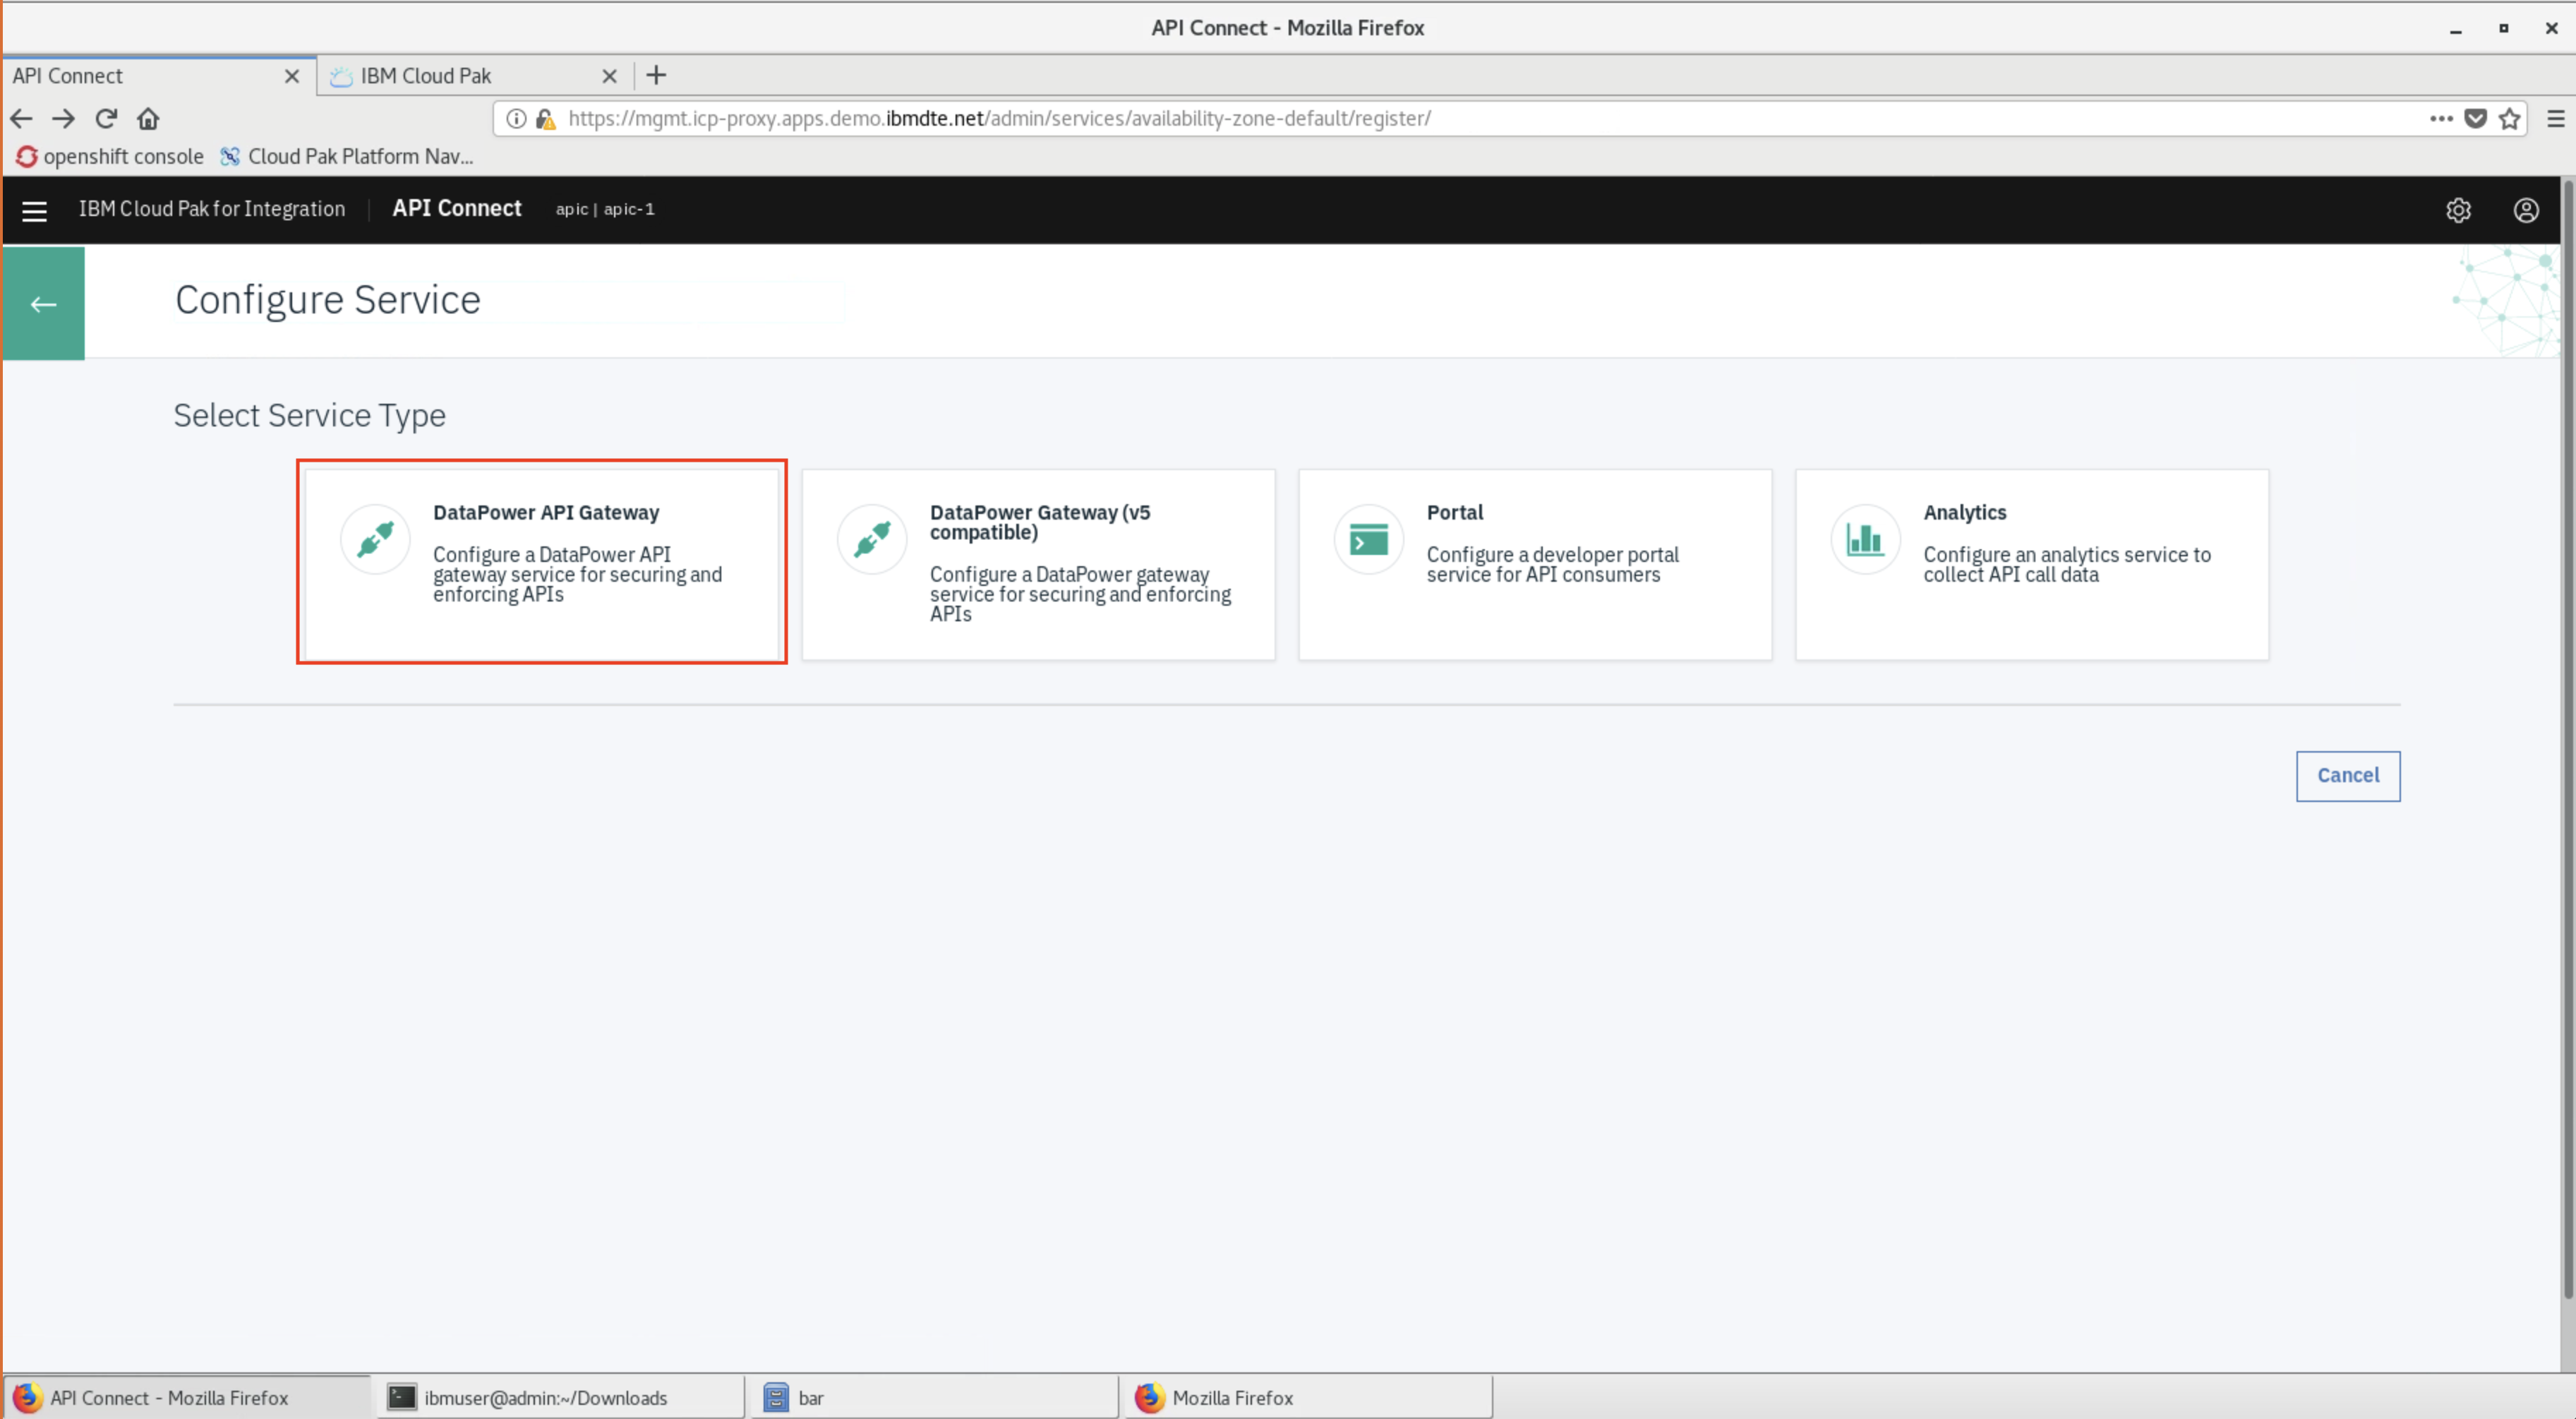 API Connect - Mozilla Firefox
API Connect
IBM Cloud Pak
https://mgmt.icp-proxy.apps.demo.ibmdte.net/admin/services/availability-zone-default/register/
openshift console
Cloud Pak Platform Nav...
IBM Cloud Pak for Integration
API Connect
apic | apic-1
Configure Service
Select Service Type
DataPower API Gateway
Configure a DataPower API
gateway service for securing and
enforcing APIs
DataPower Gateway (v5
compatible)
Configure a DataPower gateway
service for securing and enforcing
APIs
Portal
Configure a developer portal
service for API consumers
Analytics
Configure an analytics service to
collect API call data
Cancel
API Connect - Mozilla Firefox
ibmuser@admin:~/Downloads
bar
Mozilla Firefox